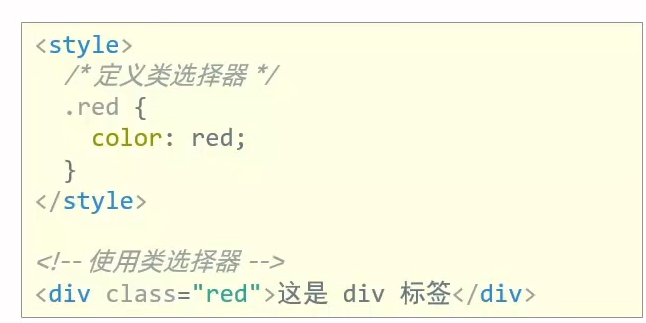 <style>
/* 定义类选择器 */
.red {
color: red;
}
</style>
<!-- 使用类选择器 -->
<div class="red">这是 div 标签</div>